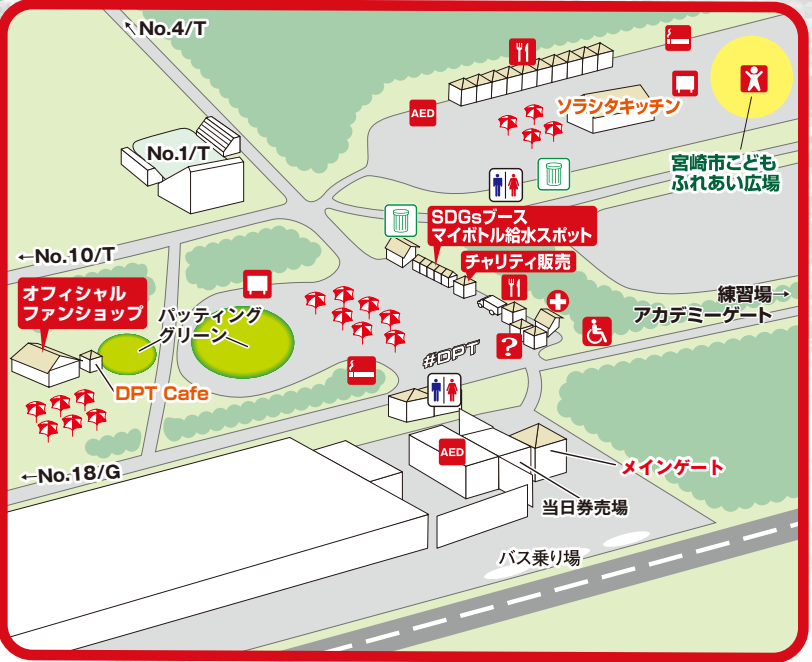 No.4/T
AED
ソラシタキッチン
No.1/T
宮崎市こども
ふれあい広場
SDGsブース
マイボトル給水スポット
←No.10/T
チャリティ販売
オフィシャル
ファンショップ
パッティング
グリーン
練習場→
アカデミーゲート
?
#DPT
DPT Cafe
AED
←No.18/G
メインゲート
当日券売場
バス乗り場